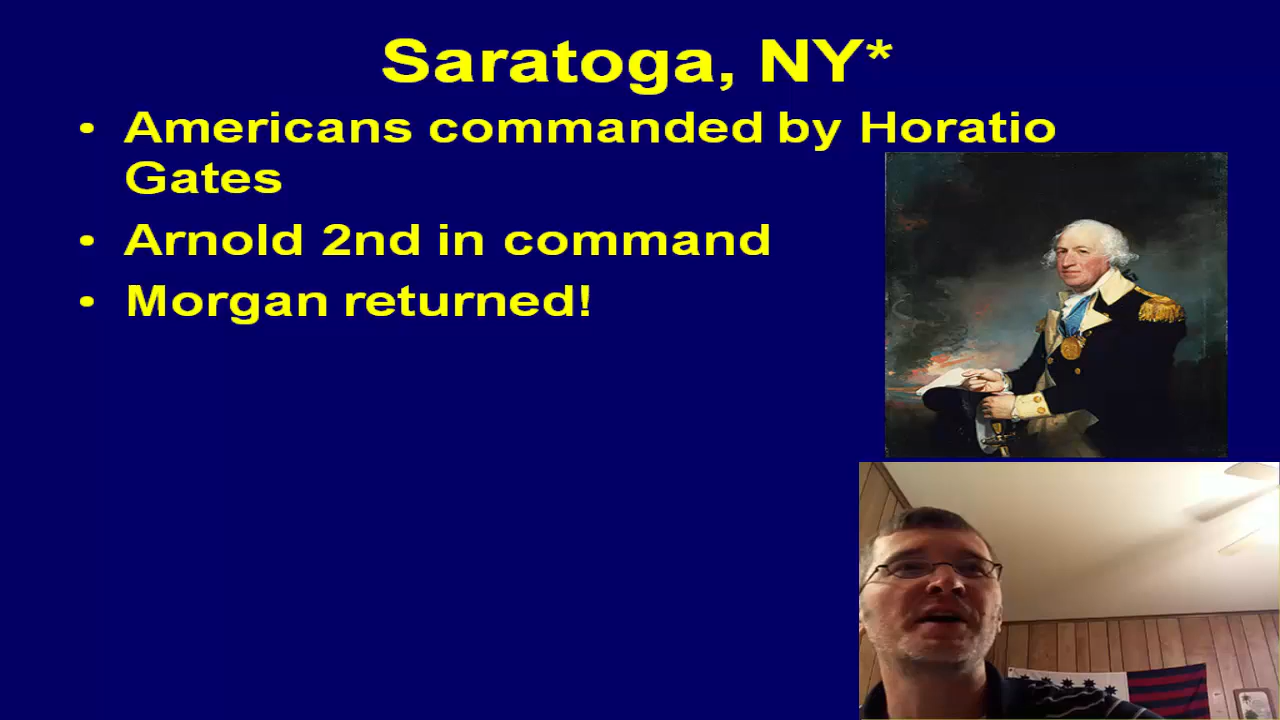 Saratoga, NY*
• Americans commanded by Horatio
Gates
• Arnold 2nd in command
• Morgan returned!